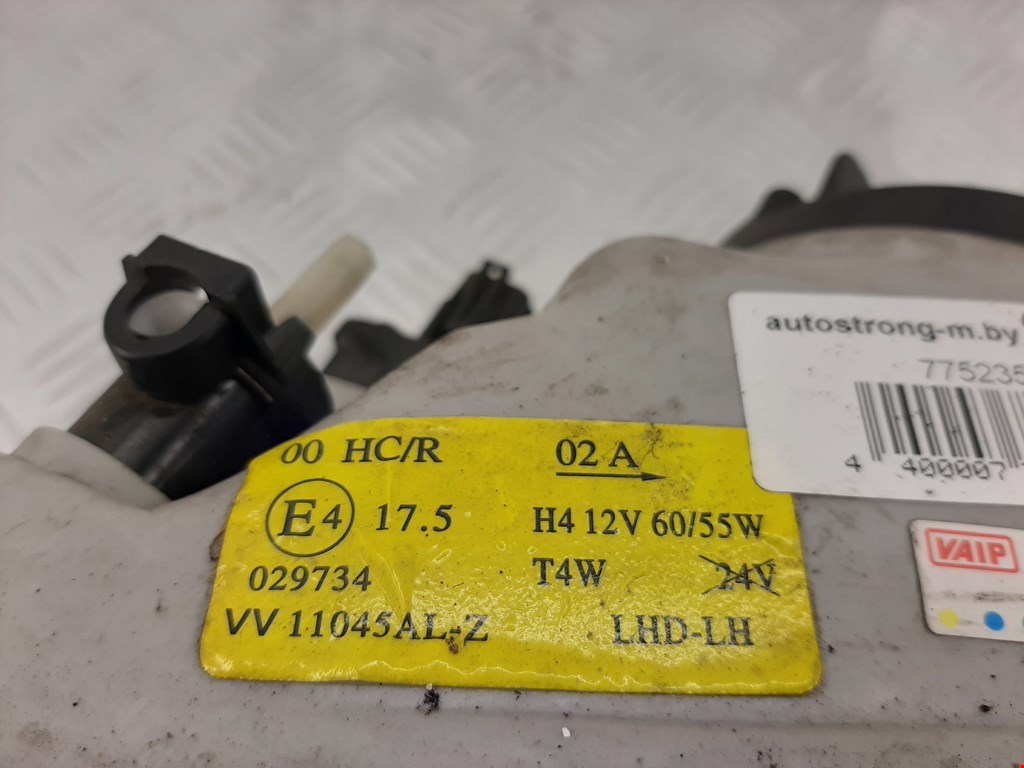 autostrong-m.by
775235
4 400007
00 HC/R 02 A
E4 17.5 H4 12V 60/55W
029734 T4W 24V
VV 11045AL-Z LHD-LH
VAIP